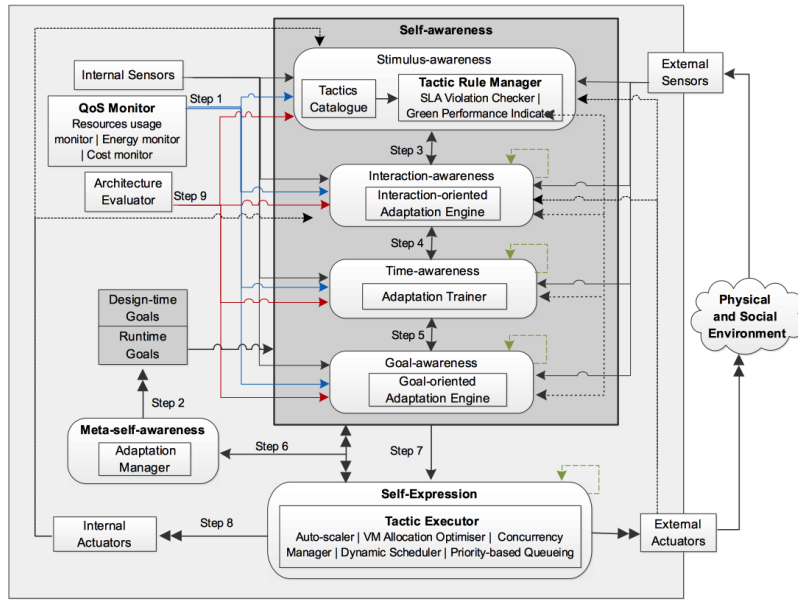 Self-awareness
Stimulus-awareness
Tactics
Catalogue
Tactic Rule Manager
SLA Violation Checker |
Green Performance Indicator
Internal Sensors
Step 1
QoS Monitor
Resources usage
monitor | Energy monitor
| Cost monitor
External
Sensors
Step 3
Architecture
Evaluator
Step 9
Interaction-awareness
Interaction-oriented
Adaptation Engine
Step 4
Time-awareness
Adaptation Trainer
Design-time
Goals
Runtime
Goals
Physical
and Social
Environment
Step 5
Goal-awareness
Goal-oriented
Adaptation Engine
Step 2
Meta-self-awareness
Adaptation
Manager
Step 6
Step 7
Self-Expression
Tactic Executor
Auto-scaler | VM Allocation Optimiser | Concurrency
Manager | Dynamic Scheduler | Priority-based Queueing
Internal
Actuators
Step 8
External
Actuators